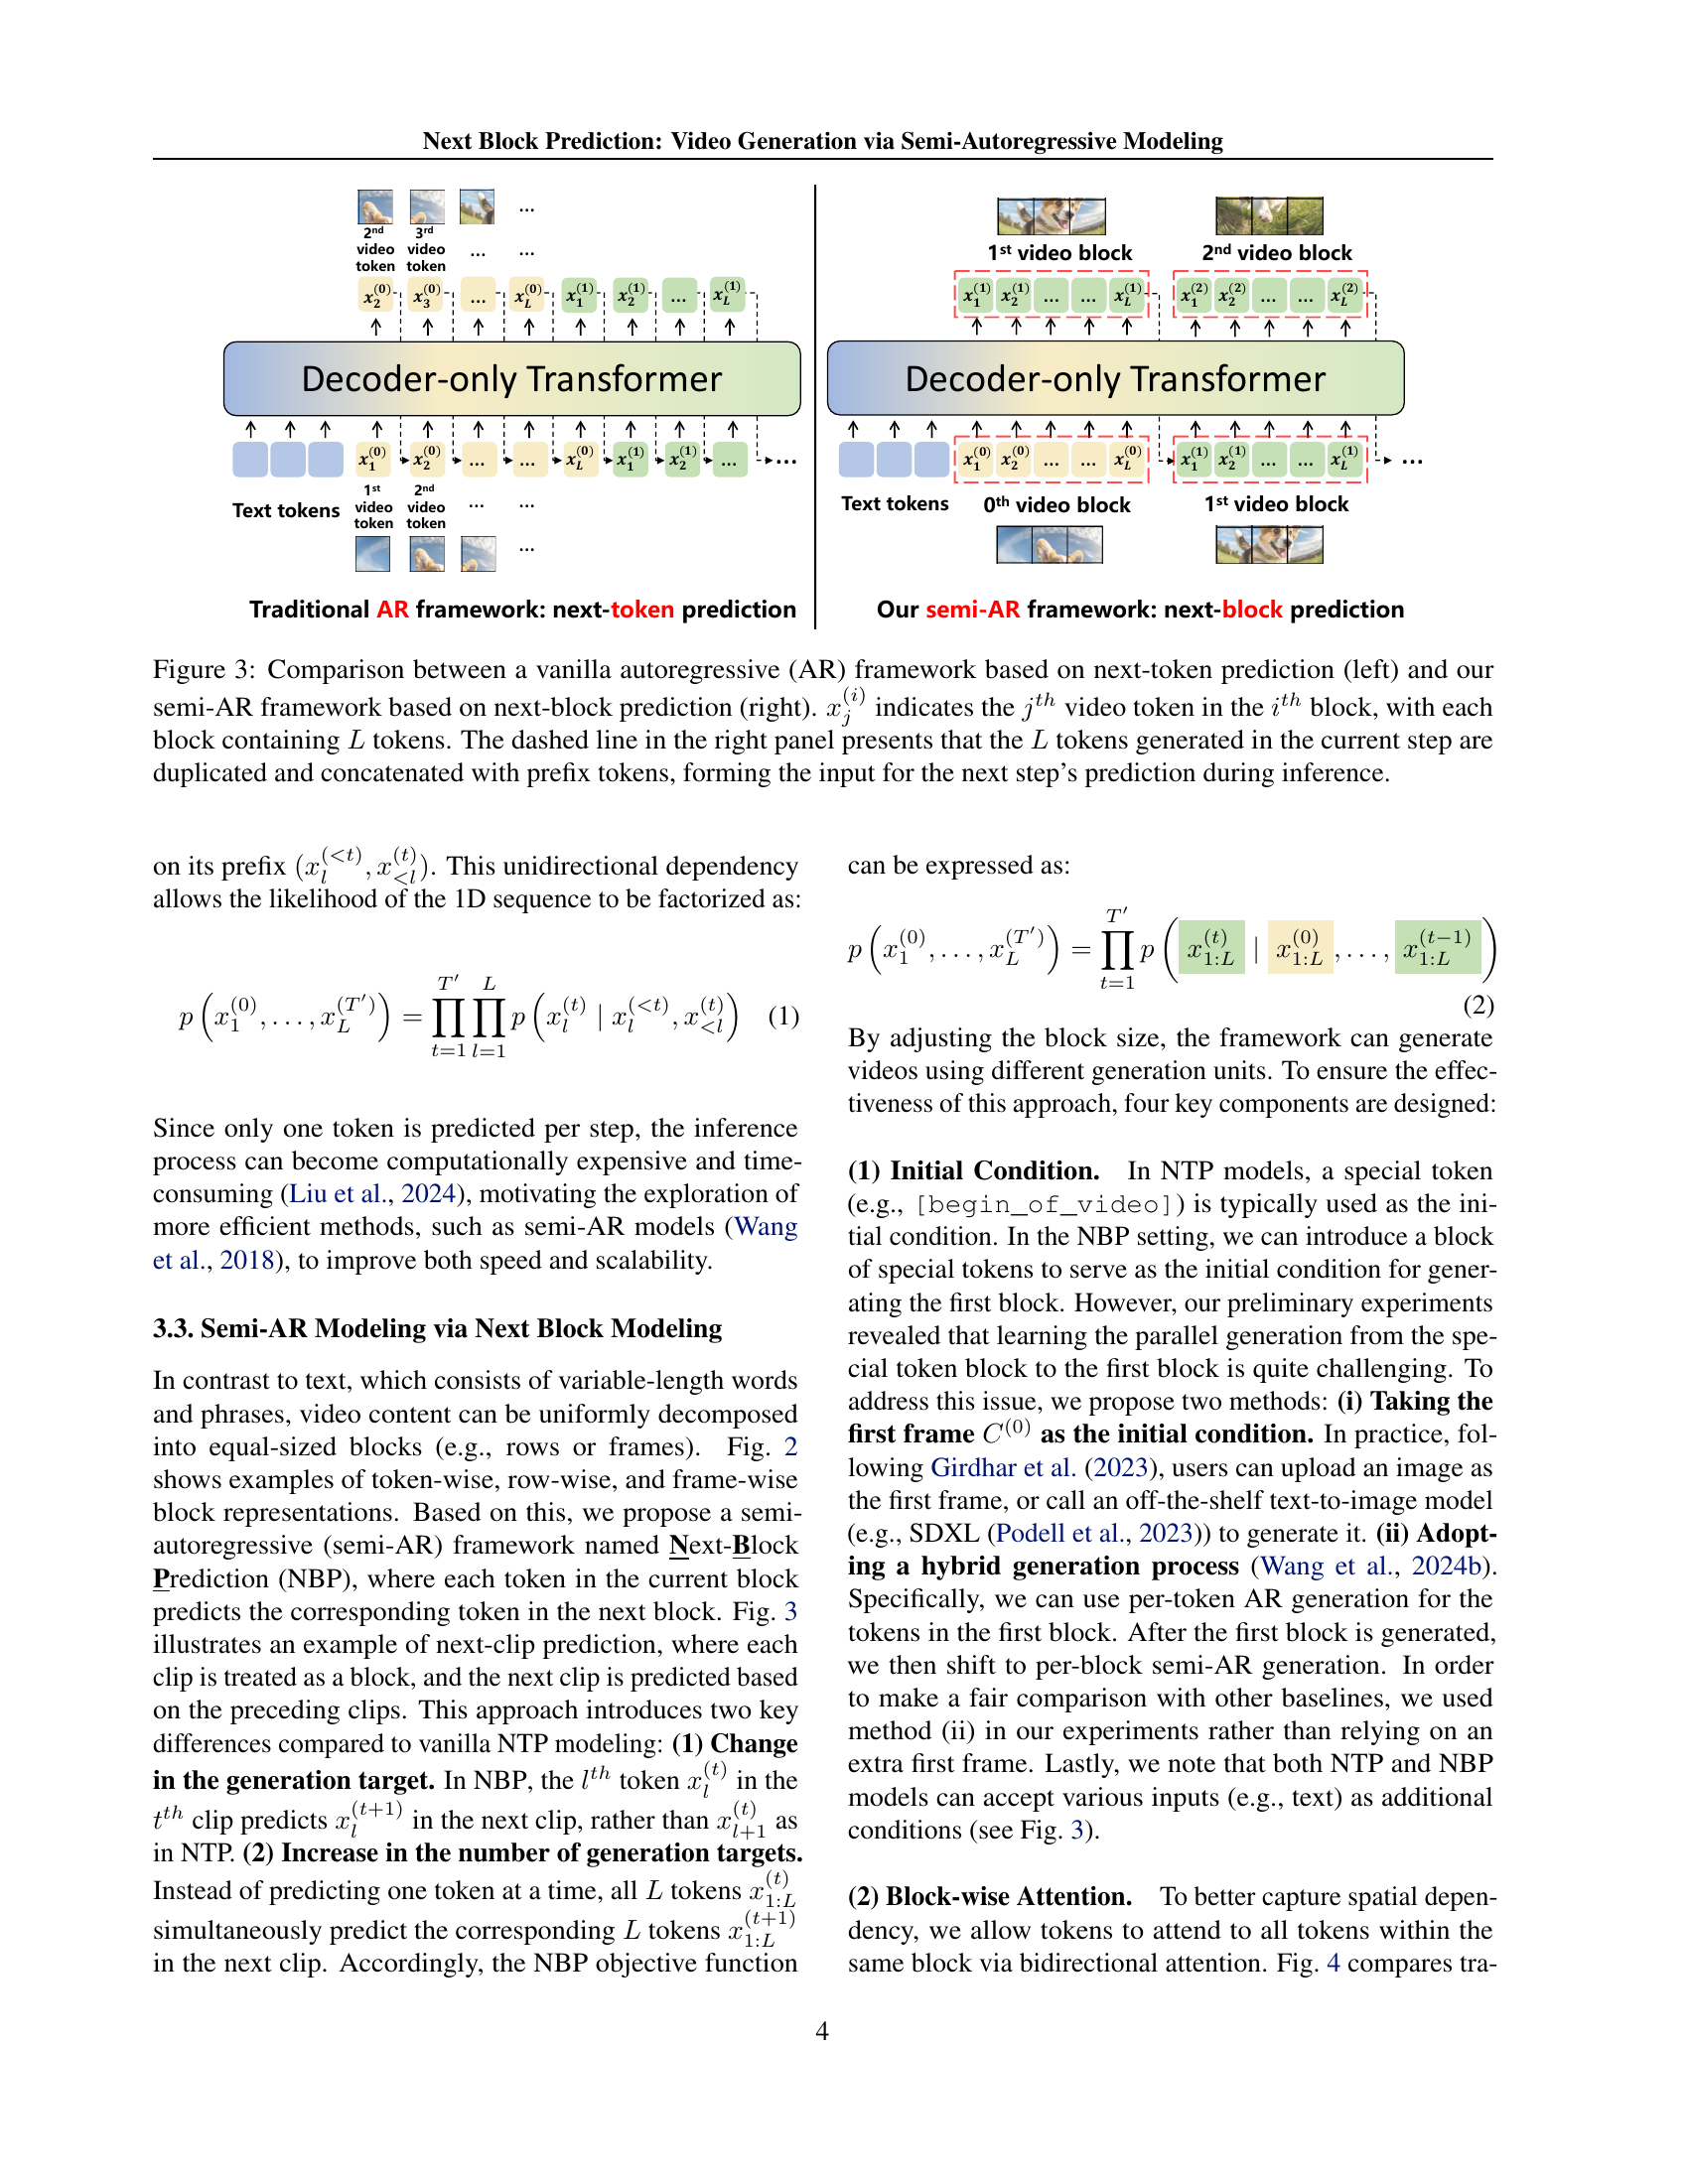 Next Block Prediction: Video Generation via Semi-Autoregressive Modeling
...
2nd video token
3rd video token
... ...
x_2^{(0)} x_3^{(0)} ... x_L^{(0)} x_1^{(1)} x_2^{(1)} ... x_L^{(1)}
Decoder-only Transformer
x_1^{(0)} x_2^{(0)} ... ... x_L^{(0)} x_1^{(1)} x_2^{(1)} ... ...
Text tokens
1st video token
2nd video token
... ...
...
Traditional AR framework: next-token prediction
1st video block 2nd video block
x_1^{(1)} x_2^{(1)} ... ... x_L^{(1)} x_1^{(2)} x_2^{(2)} ... ... x_L^{(2)}
Decoder-only Transformer
x_1^{(0)} x_2^{(0)} ... ... x_L^{(0)} x_1^{(1)} x_2^{(1)} ... ... x_L^{(1)} ...
Text tokens 0th video block 1st video block
Our semi-AR framework: next-block prediction
Figure 3: Comparison between a vanilla autoregressive (AR) framework based on next-token prediction (left) and our
semi-AR framework based on next-block prediction (right). x_j^{(i)} indicates the j^{th} video token in the i^{th} block, with each
block containing L tokens. The dashed line in the right panel presents that the L tokens generated in the current step are
duplicated and concatenated with prefix tokens, forming the input for the next step's prediction during inference.
on its prefix (x_l^{(<t)}, x_{<l}^{(t)}). This unidirectional dependency
allows the likelihood of the 1D sequence to be factorized as:
p(x_1^{(0)}, ..., x_L^{(T')}) = ∏_{t=1}^{T'} ∏_{l=1}^{L} p(x_l^{(t)} | x_l^{(<t)}, x_{<l}^{(t)}) (1)
Since only one token is predicted per step, the inference
process can become computationally expensive and time-
consuming (Liu et al., 2024), motivating the exploration of
more efficient methods, such as semi-AR models (Wang
et al., 2018), to improve both speed and scalability.
3.3. Semi-AR Modeling via Next Block Modeling
In contrast to text, which consists of variable-length words
and phrases, video content can be uniformly decomposed
into equal-sized blocks (e.g., rows or frames). Fig. 2
shows examples of token-wise, row-wise, and frame-wise
block representations. Based on this, we propose a semi-
autoregressive (semi-AR) framework named Next-Block
Prediction (NBP), where each token in the current block
predicts the corresponding token in the next block. Fig. 3
illustrates an example of next-clip prediction, where each
clip is treated as a block, and the next clip is predicted based
on the preceding clips. This approach introduces two key
differences compared to vanilla NTP modeling: (1) Change
in the generation target. In NBP, the l^{th} token x_l^{(t)} in the
t^{th} clip predicts x_l^{(t+1)} in the next clip, rather than x_{l+1}^{(t)} as
in NTP. (2) Increase in the number of generation targets.
Instead of predicting one token at a time, all L tokens x_{1:L}^{(t)}
simultaneously predict the corresponding L tokens x_{1:L}^{(t+1)}
in the next clip. Accordingly, the NBP objective function
can be expressed as:
p(x_1^{(0)}, ..., x_L^{(T')}) = ∏_{t=1}^{T'} p(x_{1:L}^{(t)} | x_{1:L}^{(0)}, ..., x_{1:L}^{(t-1)})
(2)
By adjusting the block size, the framework can generate
videos using different generation units. To ensure the effec-
tiveness of this approach, four key components are designed:
(1) Initial Condition. In NTP models, a special token
(e.g., [begin_of_video]) is typically used as the ini-
tial condition. In the NBP setting, we can introduce a block
of special tokens to serve as the initial condition for gener-
ating the first block. However, our preliminary experiments
revealed that learning the parallel generation from the spe-
cial token block to the first block is quite challenging. To
address this issue, we propose two methods: (i) Taking the
first frame C^{(0)} as the initial condition. In practice, fol-
lowing Girdhar et al. (2023), users can upload an image as
the first frame, or call an off-the-shelf text-to-image model
(e.g., SDXL (Podell et al., 2023)) to generate it. (ii) Adopt-
ing a hybrid generation process (Wang et al., 2024b).
Specifically, we can use per-token AR generation for the
tokens in the first block. After the first block is generated,
we then shift to per-block semi-AR generation. In order
to make a fair comparison with other baselines, we used
method (ii) in our experiments rather than relying on an
extra first frame. Lastly, we note that both NTP and NBP
models can accept various inputs (e.g., text) as additional
conditions (see Fig. 3).
(2) Block-wise Attention. To better capture spatial depen-
dency, we allow tokens to attend to all tokens within the
same block via bidirectional attention. Fig. 4 compares tra-
4